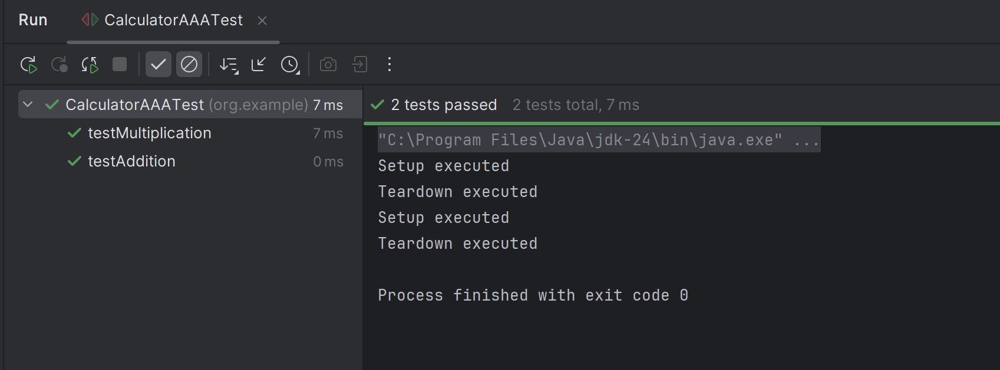 Run CalculatorAAATest
CalculatorAAATest (org.example) 7 ms
testMultiplication 7 ms
testAddition 0 ms
2 tests passed 2 tests total, 7 ms
"C:\Program Files\Java\jdk-24\bin\java.exe" ...
Setup executed
Teardown executed
Setup executed
Teardown executed
Process finished with exit code 0